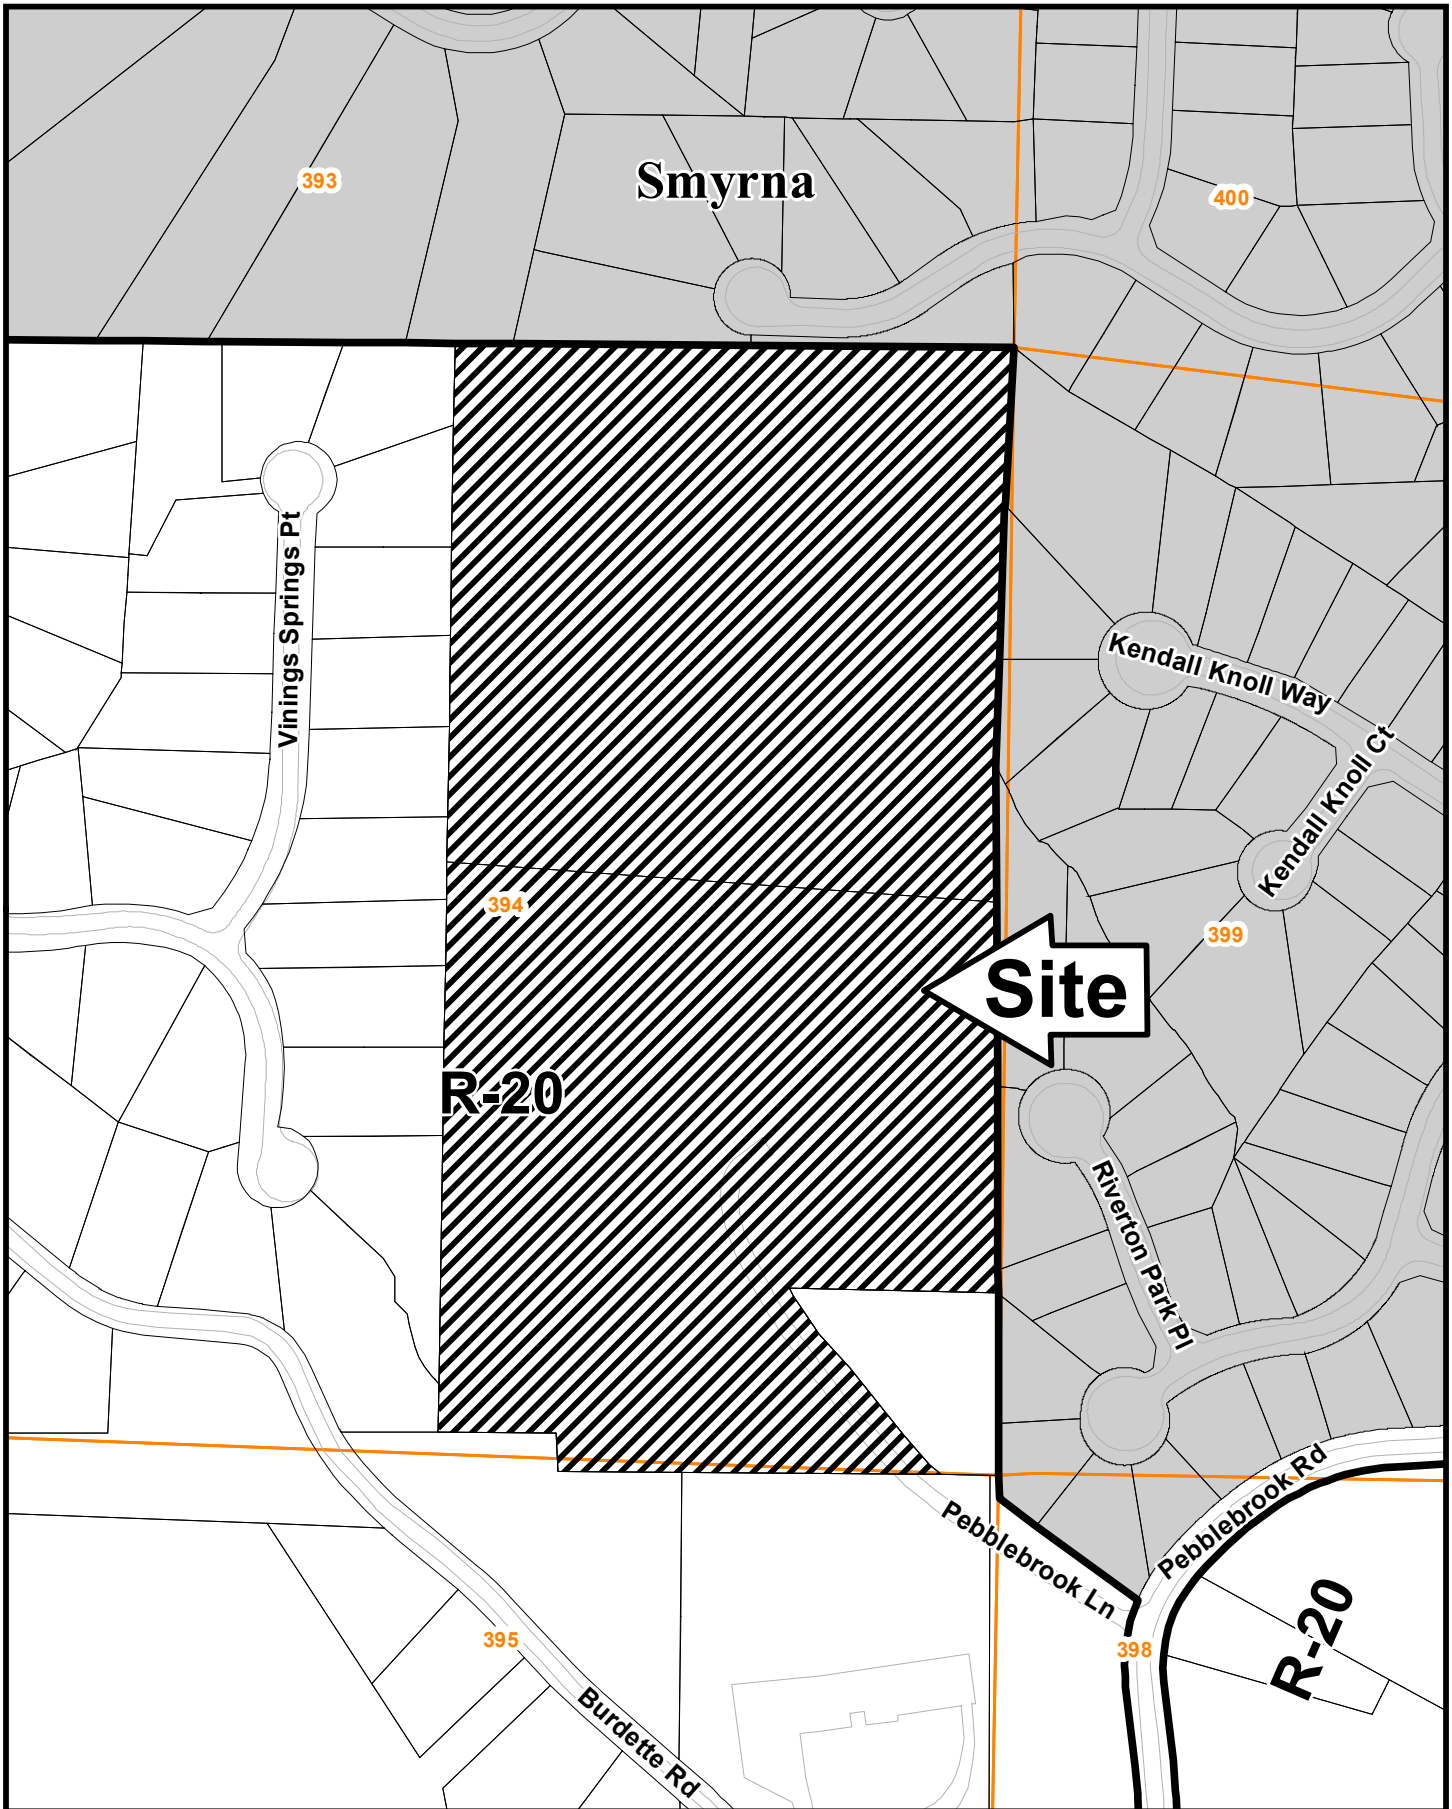 Smyrna
393
400
Vinings Springs Pt
Kendall Knoll Way
Kendall Knoll Ct
394
399
Site
R-20
Riverton Park Pl
Pebblebrook Rd
Pebblebrook Ln
R-20
395
398
Burdette Rd